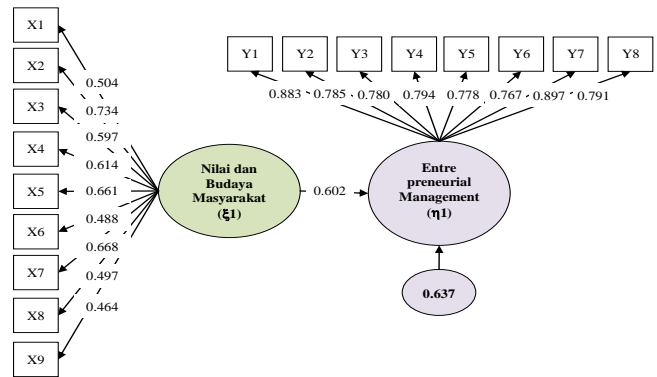 X1
X2
X3
X4
X5
X6
X7
X8
X9
0.504
0.734
0.597
0.614
0.661
0.488
0.668
0.497
0.464
Nilai dan
Budaya
Masyarakat
(ξ1)
0.602
Y1 Y2 Y3 Y4 Y5 Y6 Y7 Y8
0.883 0.785 0.780 0.794 0.778 0.767 0.897 0.791
Entre
preneurial
Management
(η1)
0.637